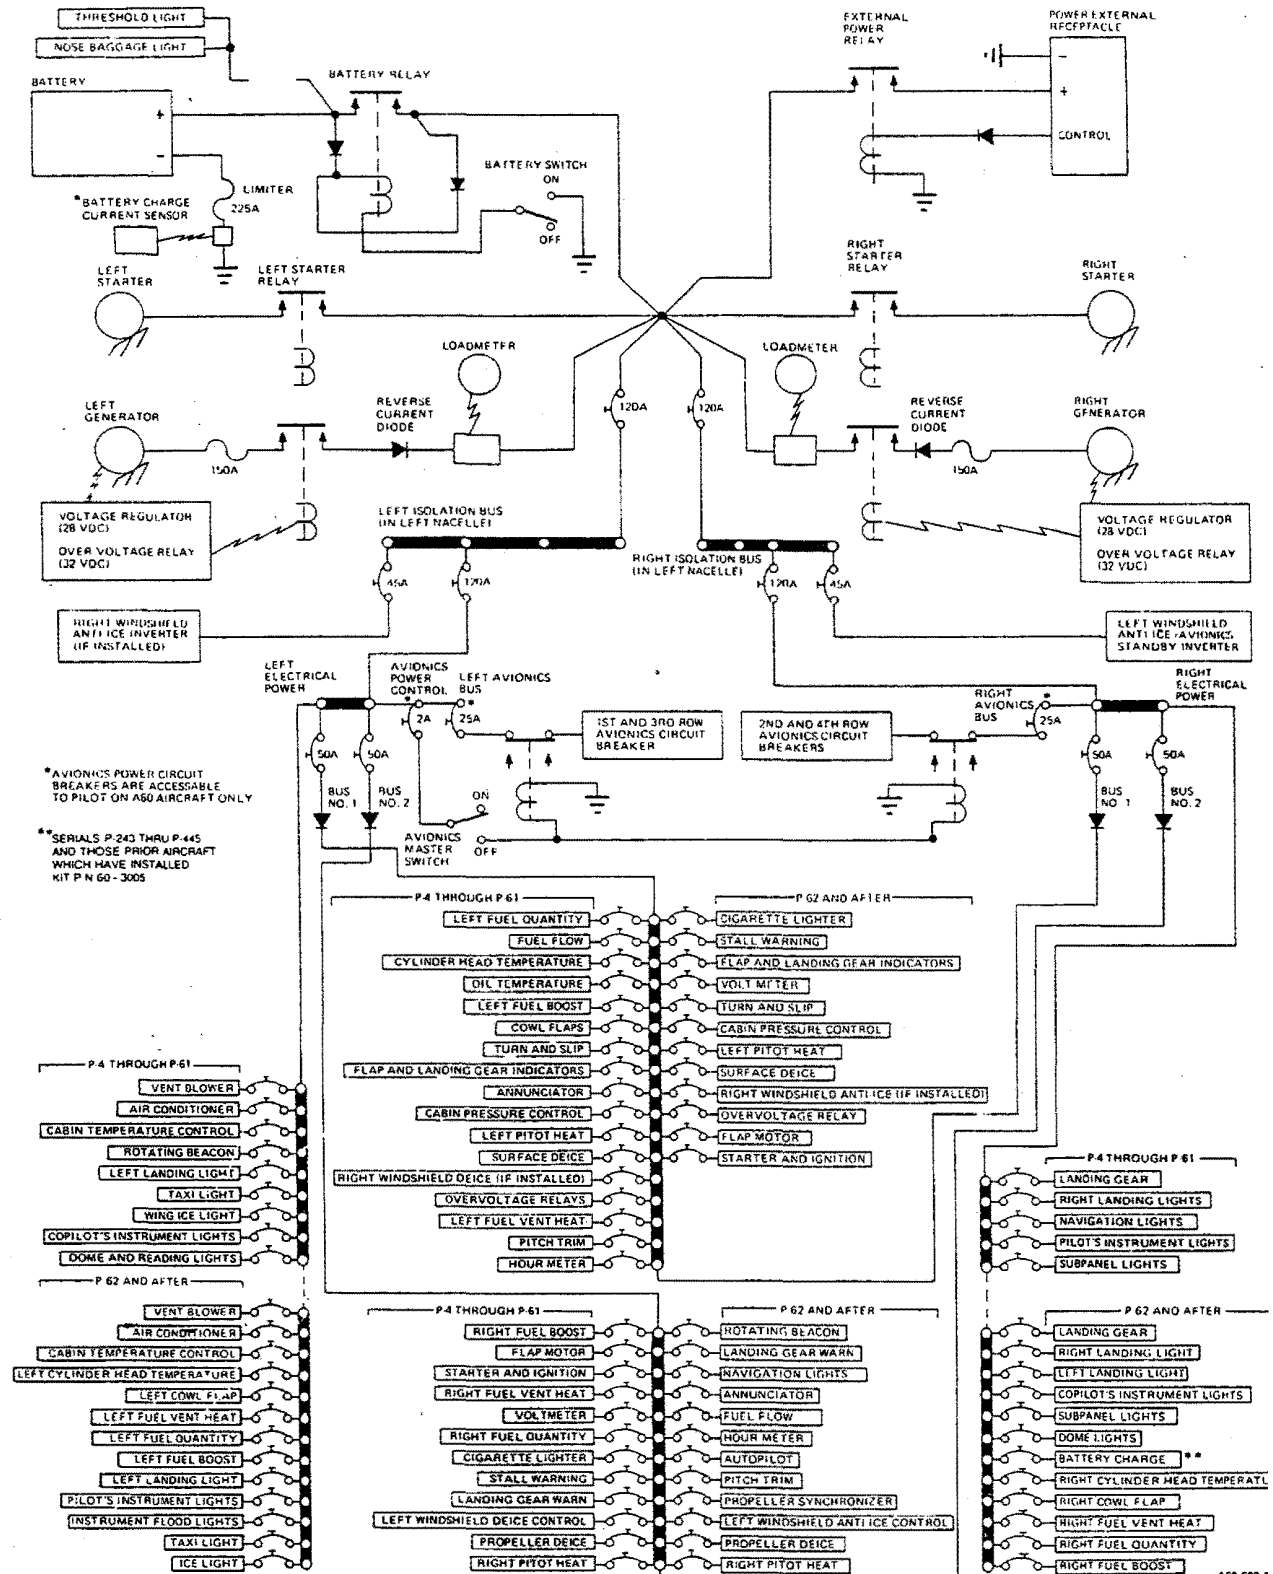 THRESHOLD LIGHT
NOSE BAGGAGE LIGHT
EXTERNAL
POWER
RELAY
POWER EXTERNAL
RECEPTACLE
BATTERY
BATTERY RELAY
+
−
−
+
CONTROL
LIMITER
225A
*BATTERY CHARGE
CURRENT SENSOR
BATTERY SWITCH
ON
OFF
LEFT
STARTER
LEFT STARTER
RELAY
RIGHT
STARTER
RELAY
RIGHT
STARTER
LOADMETER
LOADMETER
LEFT
GENERATOR
150A
REVERSE
CURRENT
DIODE
120A
120A
REVERSE
CURRENT
DIODE
150A
RIGHT
GENERATOR
VOLTAGE REGULATOR
(28 VDC)
OVER VOLTAGE RELAY
(32 VDC)
LEFT ISOLATION BUS
(IN LEFT NACELLE)
RIGHT ISOLATION BUS
(IN LEFT NACELLE)
VOLTAGE REGULATOR
(28 VDC)
OVER VOLTAGE RELAY
(32 VDC)
45A
120A
120A
45A
RIGHT WINDSHIELD
ANTI ICE INVERTER
(IF INSTALLED)
LEFT WINDSHIELD
ANTI ICE/AVIONICS
STANDBY INVERTER
LEFT
ELECTRICAL
POWER
AVIONICS
POWER
CONTROL
*
LEFT AVIONICS
BUS
*
2A
25A
1ST AND 3RD ROW
AVIONICS CIRCUIT
BREAKER
2ND AND 4TH ROW
AVIONICS CIRCUIT
BREAKERS
RIGHT
AVIONICS
BUS
*
25A
RIGHT
ELECTRICAL
POWER
50A
50A
50A
50A
BUS
NO. 1
BUS
NO. 2
BUS
NO. 1
BUS
NO. 2
ON
OFF
AVIONICS
MASTER
SWITCH
*AVIONICS POWER CIRCUIT
BREAKERS ARE ACCESSABLE
TO PILOT ON A60 AIRCRAFT ONLY
**SERIALS P-243 THRU P-445
AND THOSE PRIOR AIRCRAFT
WHICH HAVE INSTALLED
KIT P N 60 - 3005
P-4 THROUGH P-61
LEFT FUEL QUANTITY
FUEL FLOW
CYLINDER HEAD TEMPERATURE
OIL TEMPERATURE
LEFT FUEL BOOST
COWL FLAPS
TURN AND SLIP
FLAP AND LANDING GEAR INDICATORS
ANNUNCIATOR
CABIN PRESSURE CONTROL
LEFT PITOT HEAT
SURFACE DEICE
RIGHT WINDSHIELD DEICE (IF INSTALLED)
OVERVOLTAGE RELAYS
LEFT FUEL VENT HEAT
PITCH TRIM
HOUR METER
P 62 AND AFTER
CIGARETTE LIGHTER
STALL WARNING
FLAP AND LANDING GEAR INDICATORS
VOLT METER
TURN AND SLIP
CABIN PRESSURE CONTROL
LEFT PITOT HEAT
SURFACE DEICE
RIGHT WINDSHIELD ANTI ICE (IF INSTALLED)
OVERVOLTAGE RELAY
FLAP MOTOR
STARTER AND IGNITION
P-4 THROUGH P-61
VENT BLOWER
AIR CONDITIONER
CABIN TEMPERATURE CONTROL
ROTATING BEACON
LEFT LANDING LIGHT
TAXI LIGHT
WING ICE LIGHT
COPILOT'S INSTRUMENT LIGHTS
DOME AND READING LIGHTS
P 62 AND AFTER
VENT BLOWER
AIR CONDITIONER
CABIN TEMPERATURE CONTROL
LEFT CYLINDER HEAD TEMPERATURE
LEFT COWL FLAP
LEFT FUEL VENT HEAT
LEFT FUEL QUANTITY
LEFT FUEL BOOST
LEFT LANDING LIGHT
PILOT'S INSTRUMENT LIGHTS
INSTRUMENT FLOOD LIGHTS
TAXI LIGHT
ICE LIGHT
P-4 THROUGH P-61
RIGHT FUEL BOOST
FLAP MOTOR
STARTER AND IGNITION
RIGHT FUEL VENT HEAT
VOLTMETER
RIGHT FUEL QUANTITY
CIGARETTE LIGHTER
STALL WARNING
LANDING GEAR WARN
LEFT WINDSHIELD DEICE CONTROL
PROPELLER DEICE
RIGHT PITOT HEAT
P 62 AND AFTER
ROTATING BEACON
LANDING GEAR WARN
NAVIGATION LIGHTS
ANNUNCIATOR
FUEL FLOW
HOUR METER
AUTOPILOT
PITCH TRIM
PROPELLER SYNCHRONIZER
LEFT WINDSHIELD ANTI ICE CONTROL
PROPELLER DEICE
RIGHT PITOT HEAT
P-4 THROUGH P-61
LANDING GEAR
RIGHT LANDING LIGHTS
NAVIGATION LIGHTS
PILOT'S INSTRUMENT LIGHTS
SUBPANEL LIGHTS
P 62 AND AFTER
LANDING GEAR
RIGHT LANDING LIGHT
LEFT LANDING LIGHT
COPILOT'S INSTRUMENT LIGHTS
SUBPANEL LIGHTS
DOME LIGHTS
BATTERY CHARGE **
RIGHT CYLINDER HEAD
RIGHT COWL FLAP
RIGHT FUEL VENT HEAT
RIGHT FUEL QUANTITY
RIGHT FUEL BOOST